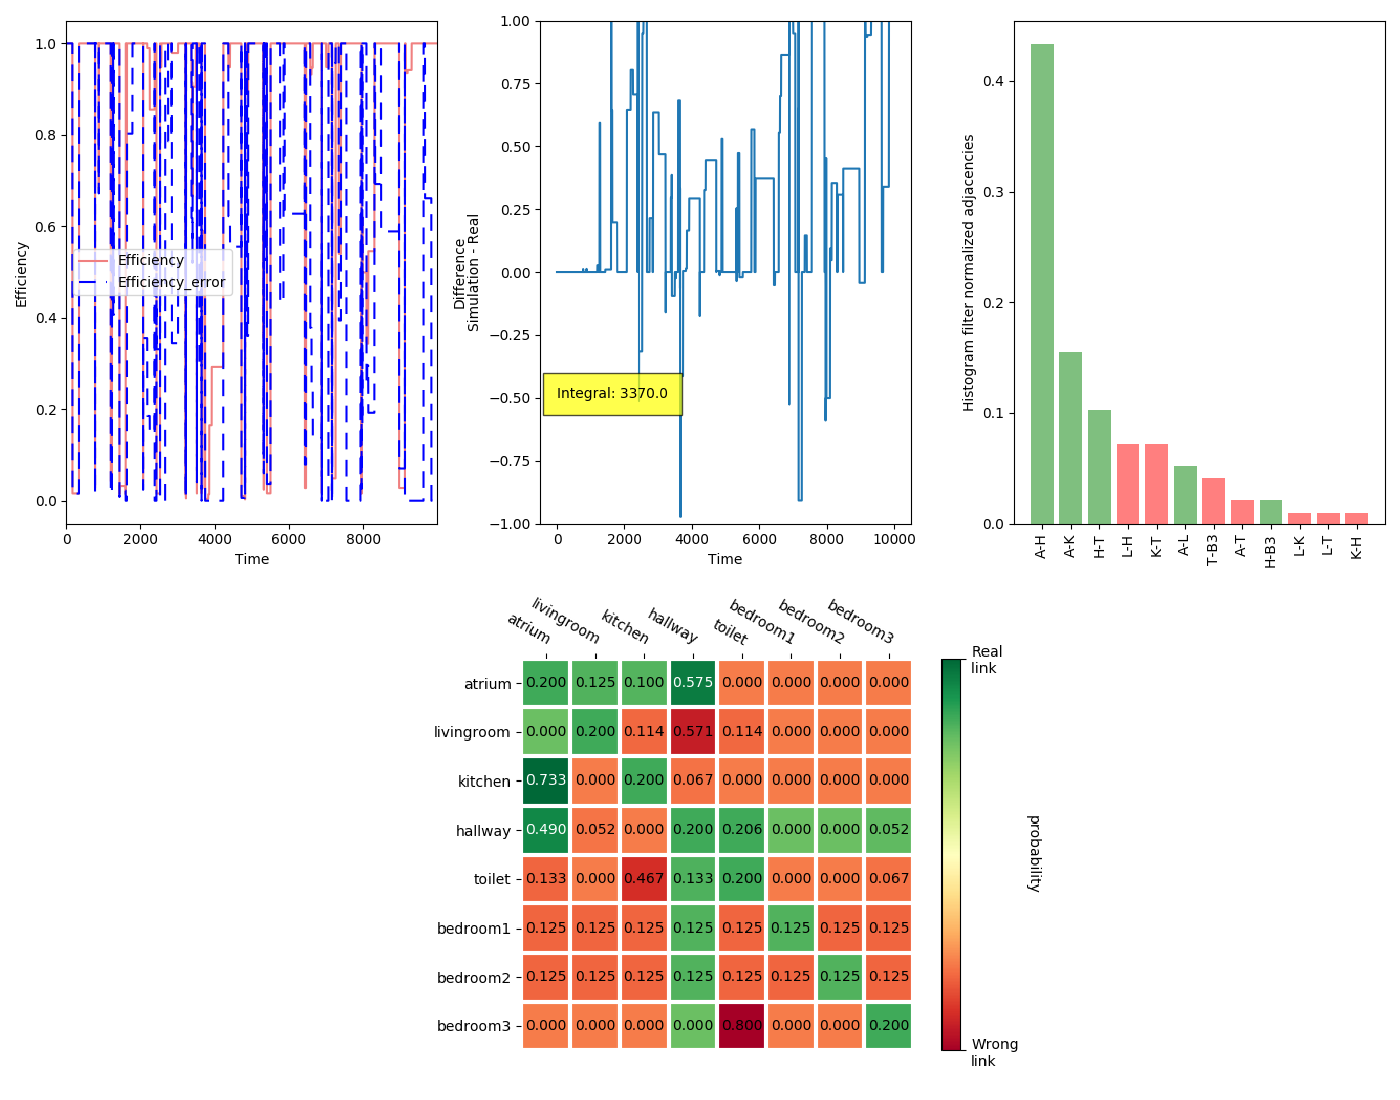 Efficiency
1.0
0.8
0.6
0.4
0.2
0.0
Efficiency
Efficiency_error
0 2000 4000 6000 8000
Time
Difference
Simulation - Real
1.00
0.75
0.50
0.25
0.00
−0.25
−0.50
−0.75
−1.00
Integral: 3370.0
0 2000 4000 6000 8000 10000
Time
Histogram filter normalized adjacencies
0.4
0.3
0.2
0.1
0.0
A-H A-K H-T L-H K-T A-L T-B3 A-T H-B3 L-K L-T K-H
atrium livingroom kitchen hallway toilet bedroom1 bedroom2 bedroom3
atrium 0.200 0.125 0.100 0.575 0.000 0.000 0.000 0.000
livingroom 0.000 0.200 0.114 0.571 0.114 0.000 0.000 0.000
kitchen 0.733 0.000 0.200 0.067 0.000 0.000 0.000 0.000
hallway 0.490 0.052 0.000 0.200 0.206 0.000 0.000 0.052
toilet 0.133 0.000 0.467 0.133 0.200 0.000 0.000 0.067
bedroom1 0.125 0.125 0.125 0.125 0.125 0.125 0.125 0.125
bedroom2 0.125 0.125 0.125 0.125 0.125 0.125 0.125 0.125
bedroom3 0.000 0.000 0.000 0.000 0.800 0.000 0.000 0.200
Real
link
probability
Wrong
link